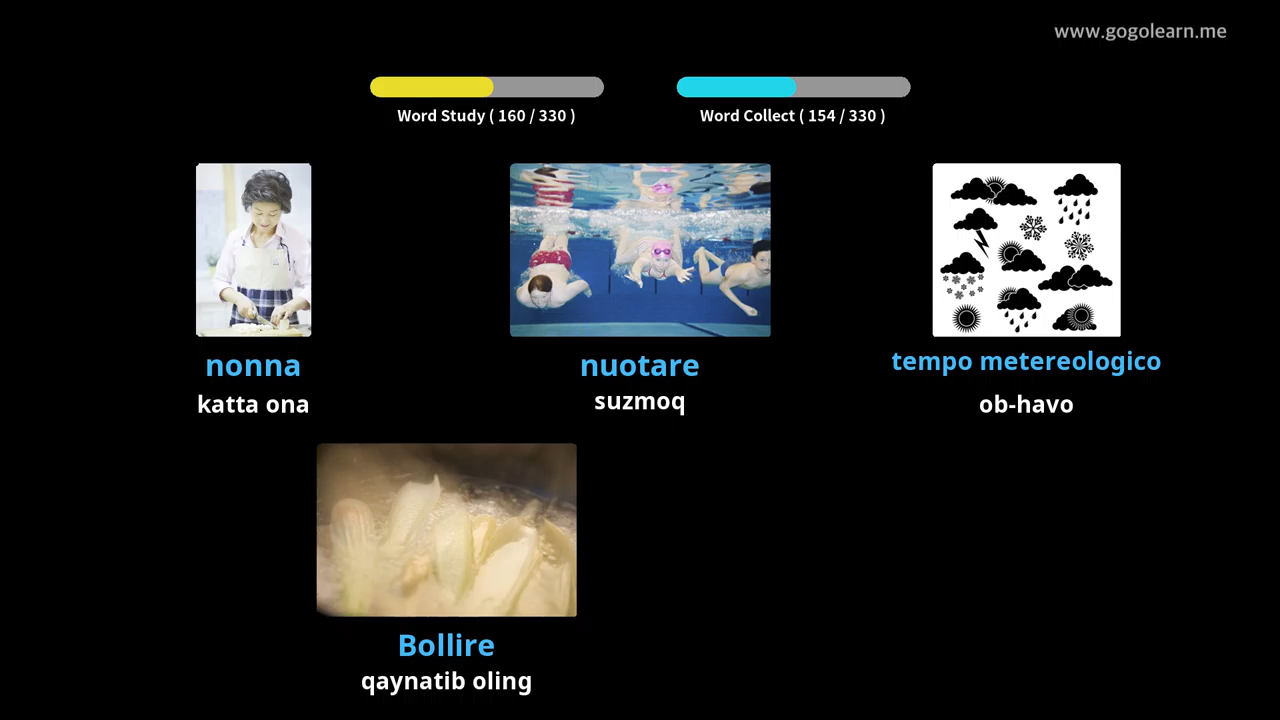 www.gogolearn.me
Word Study ( 160 / 330 )
Word Collect ( 154 / 330 )
nonna
nuotare
tempo metereologico
katta ona
suzmoq
ob-havo
Bollire
qaynatib oling